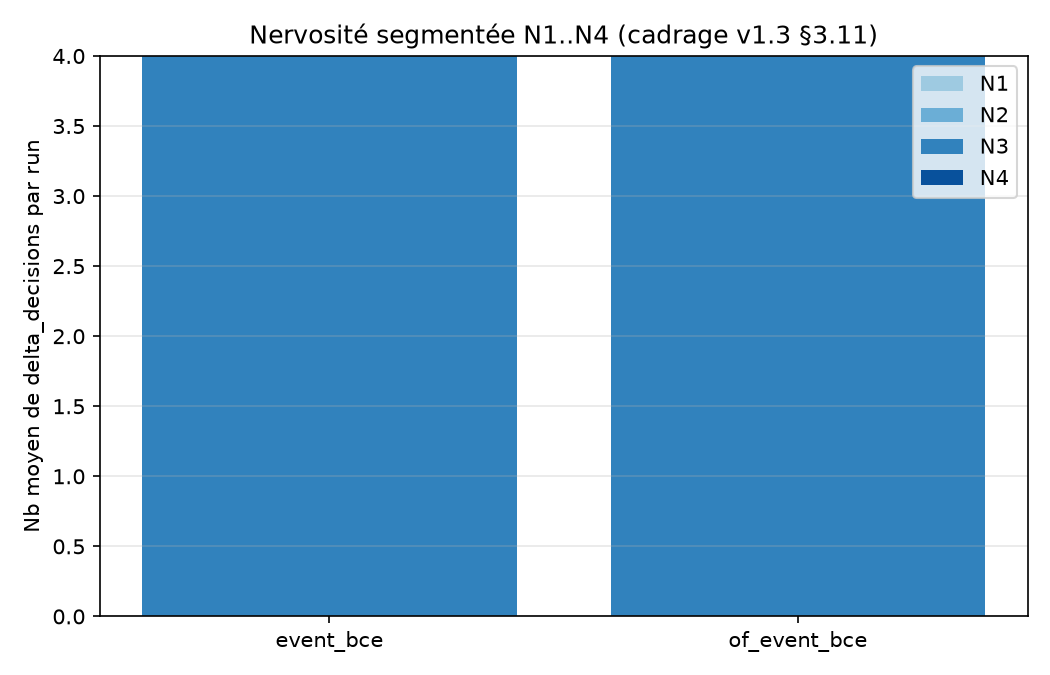 Nervosité segmentée N1..N4 (cadrage v1.3 §3.11)
Nb moyen de delta_decisions par run
4.0
3.5
3.0
2.5
2.0
1.5
1.0
0.5
0.0
N1
N2
N3
N4
event_bce
of_event_bce